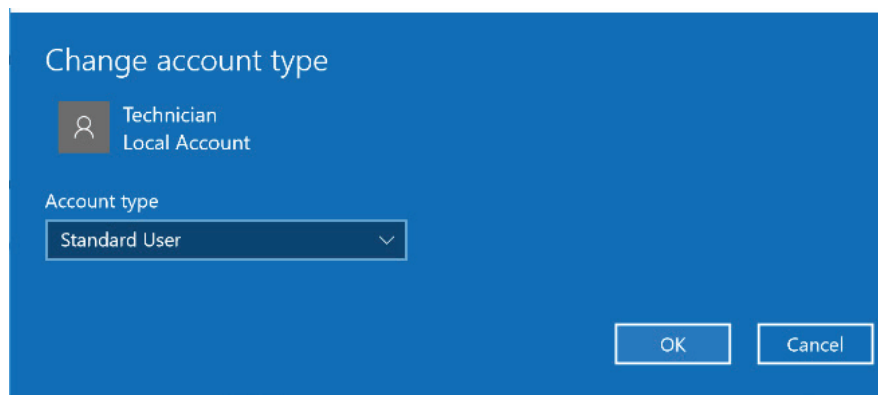 Change account type
Technician
Local Account
Account type
Standard User
OK
Cancel